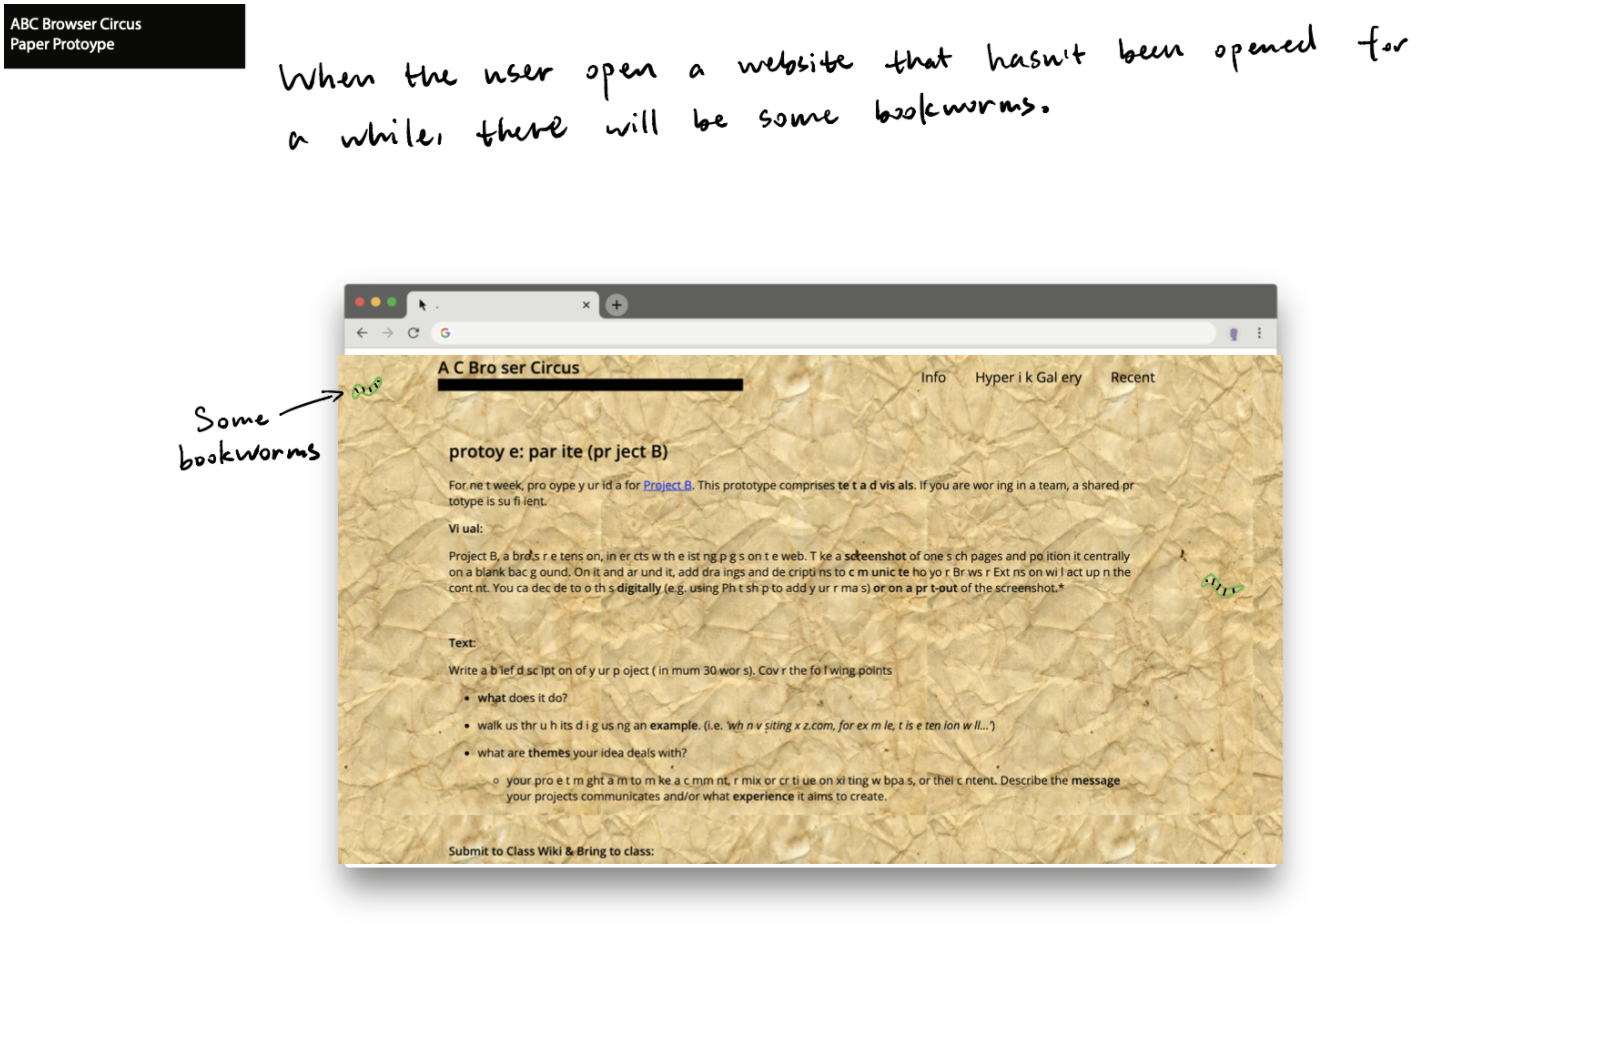 ABC Browser Circus
Paper Protoype
When the user open a website that hasn't been opened for
a while, there will be some bookworms.
A C Bro ser Circus
Info Hyper i k Gal ery Recent
Some
bookworms
protoy e: par ite (pr ject B)
For ne t week, pro oype y ur id a for Project B. This prototype comprises te t a d vis als. If you are wor ing in a team, a shared pr
totype is su fi ient.
Vi ual:
Project B, a bro s r e tens on, in er cts w th e ist ng p g s on t e web. T ke a screenshot of one s ch pages and po ition it centrally
on a blank bac g ound. On it and ar und it, add dra ings and de cripti ns to c m unic te ho yo r Br ws r Ext ns on wi l act up n the
cont nt. You ca dec de to o th s digitally (e.g. using Ph t sh p to add y ur r ma s) or on a pr t-out of the screenshot.*
Text:
Write a b ief d sc ipt on of y ur p oject ( in mum 30 wor s). Cov r the fo l wing points
• what does it do?
• walk us thr u h its d i g us ng an example. (i.e. 'wh n v siting x z.com, for ex m le, t is e ten ion w ll...')
• what are themes your idea deals with?
◦ your pro e t m ght a m to m ke a c mm nt, r mix or cr ti ue on xi ting w bpa s, or thei c ntent. Describe the message
your projects communicates and/or what experience it aims to create.
Submit to Class Wiki & Bring to class: